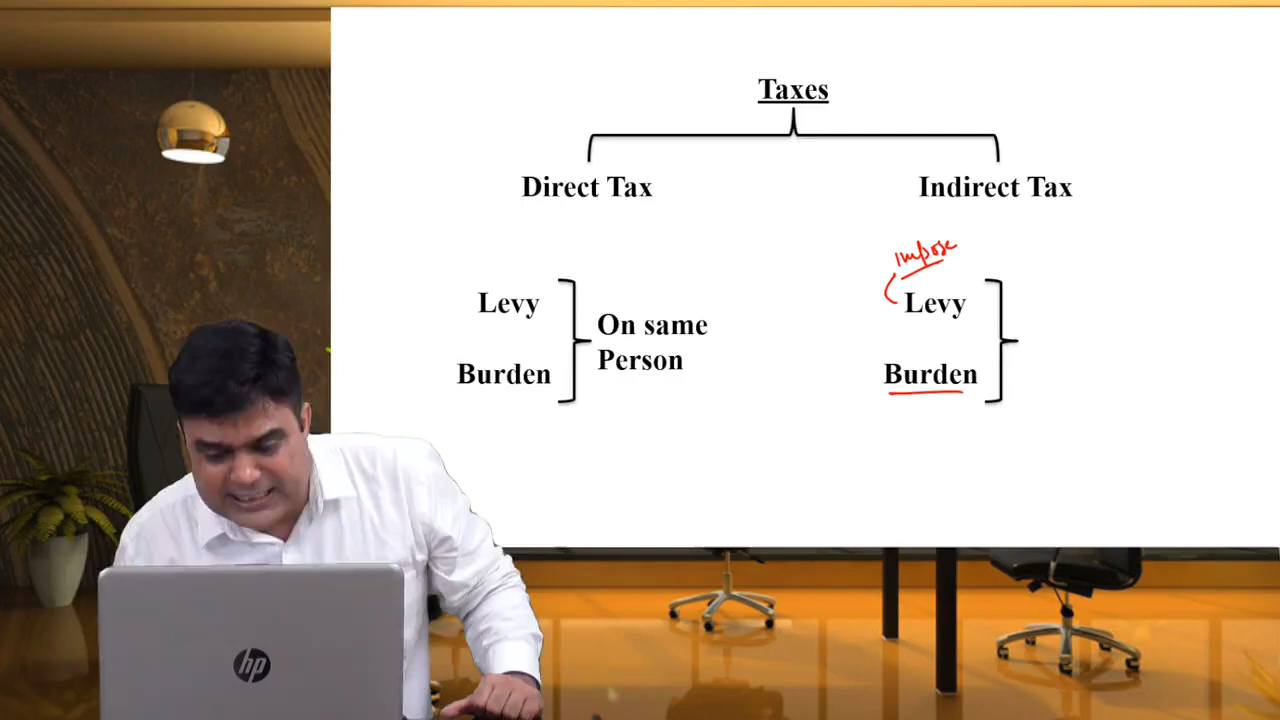 Taxes
Direct Tax
Indirect Tax
impose
Levy
Burden
On same
Person
Levy
Burden
hp